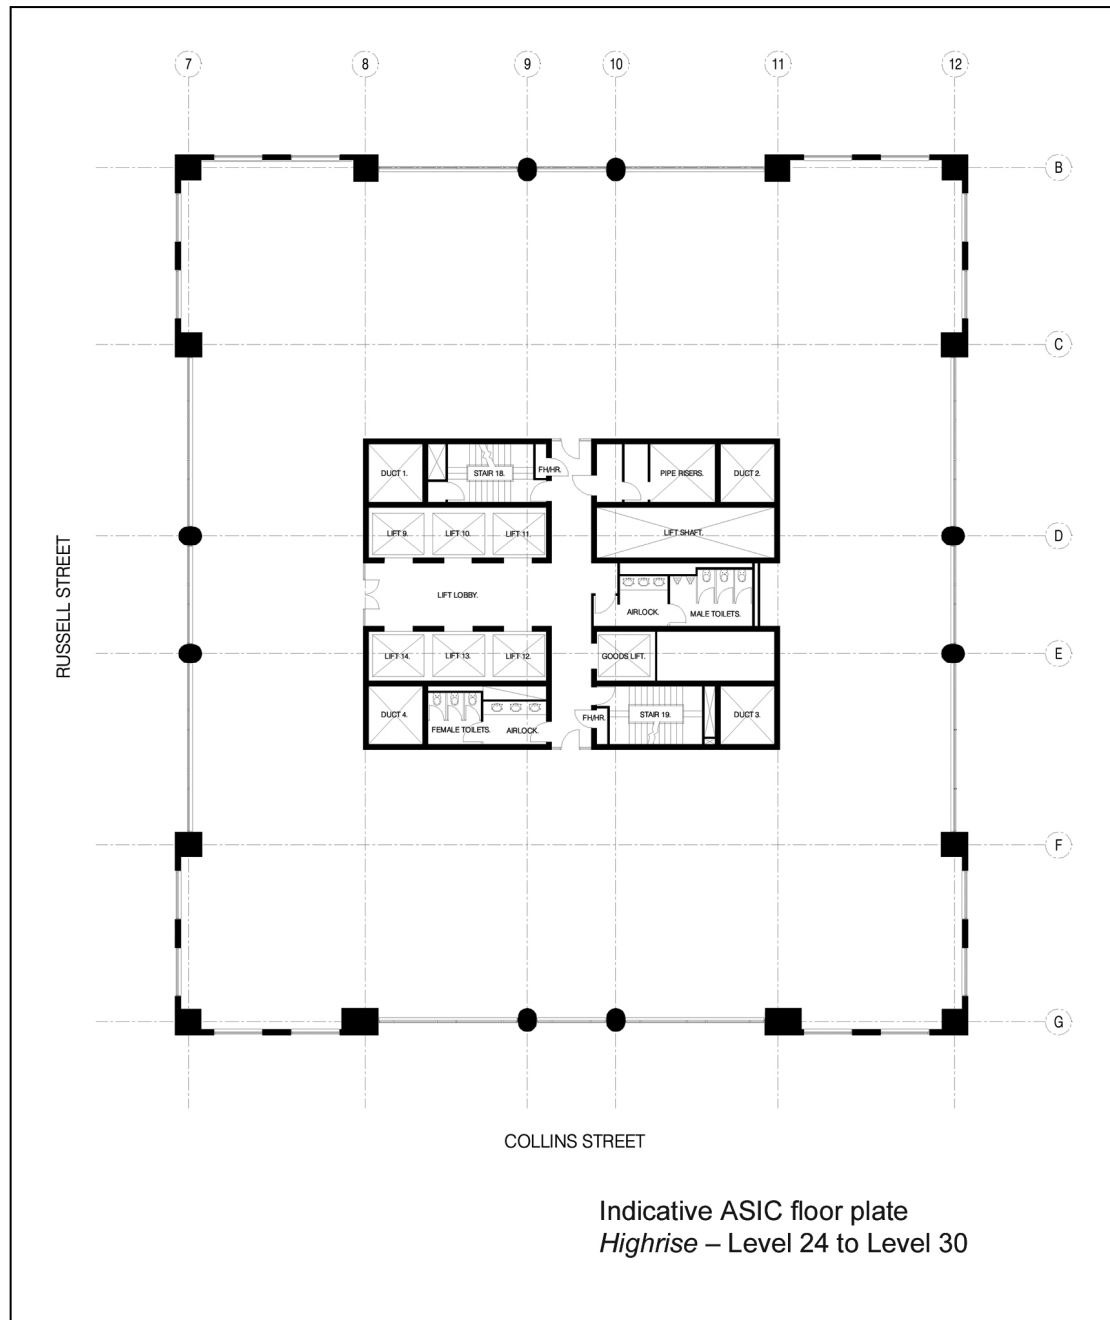 7 8 9 10 11 12
B
C
DUCT 1.
STAIR 18.
FH/HR.
PIPE RISERS.
DUCT 2.
LIFT 9.
LIFT 10.
LIFT 11.
LIFT SHAFT.
D
LIFT LOBBY.
AIRLOCK.
MALE TOILETS.
RUSSELL STREET
LIFT 14.
LIFT 13.
LIFT 12.
GOODS LIFT.
E
DUCT 4.
FEMALE TOILETS.
AIRLOCK.
FH/HR.
STAIR 19.
DUCT 3.
F
G
COLLINS STREET
Indicative ASIC floor plate
Highrise – Level 24 to Level 30